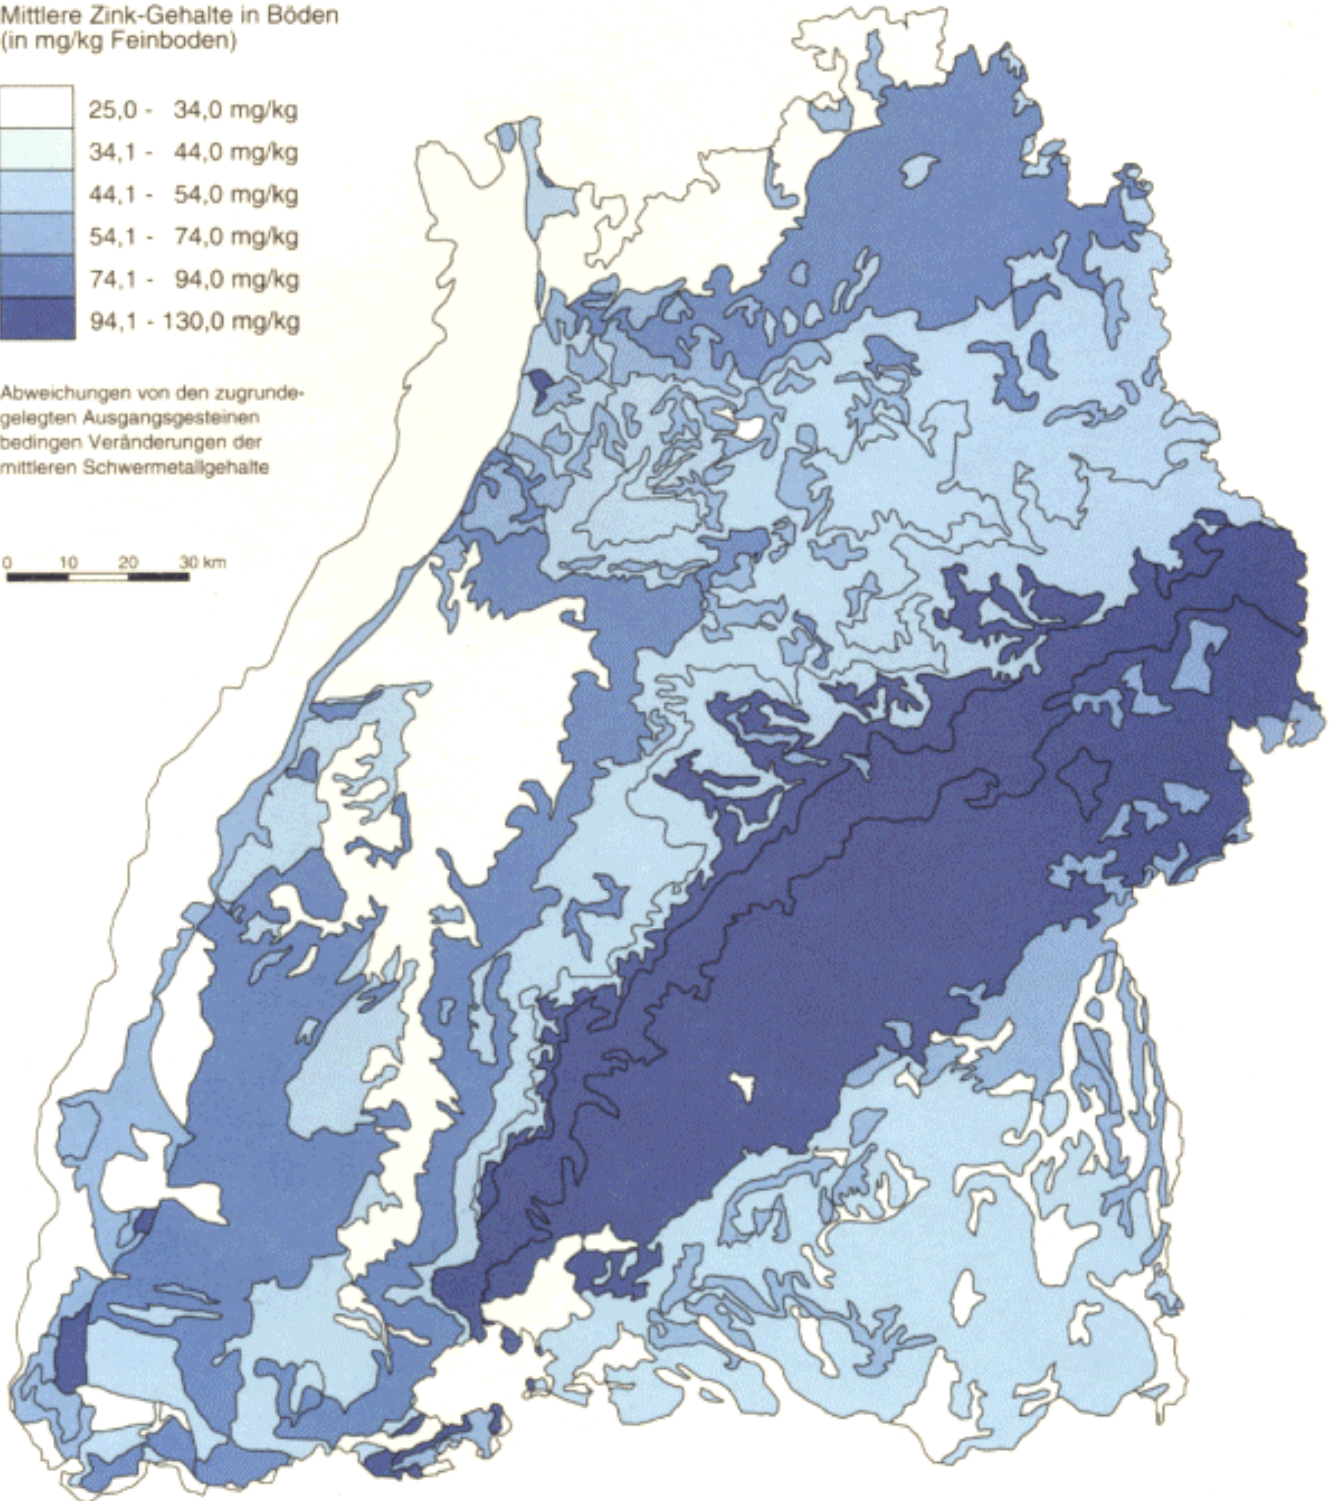 Mittlere Zink-Gehalte in Böden
(in mg/kg Feinboden)
25,0 - 34,0 mg/kg
34,1 - 44,0 mg/kg
44,1 - 54,0 mg/kg
54,1 - 74,0 mg/kg
74,1 - 94,0 mg/kg
94,1 - 130,0 mg/kg
Abweichungen von den zugrunde-
gelegten Ausgangsgesteinen
bedingen Veränderungen der
mittleren Schwermetallgehalte
0 10 20 30 km